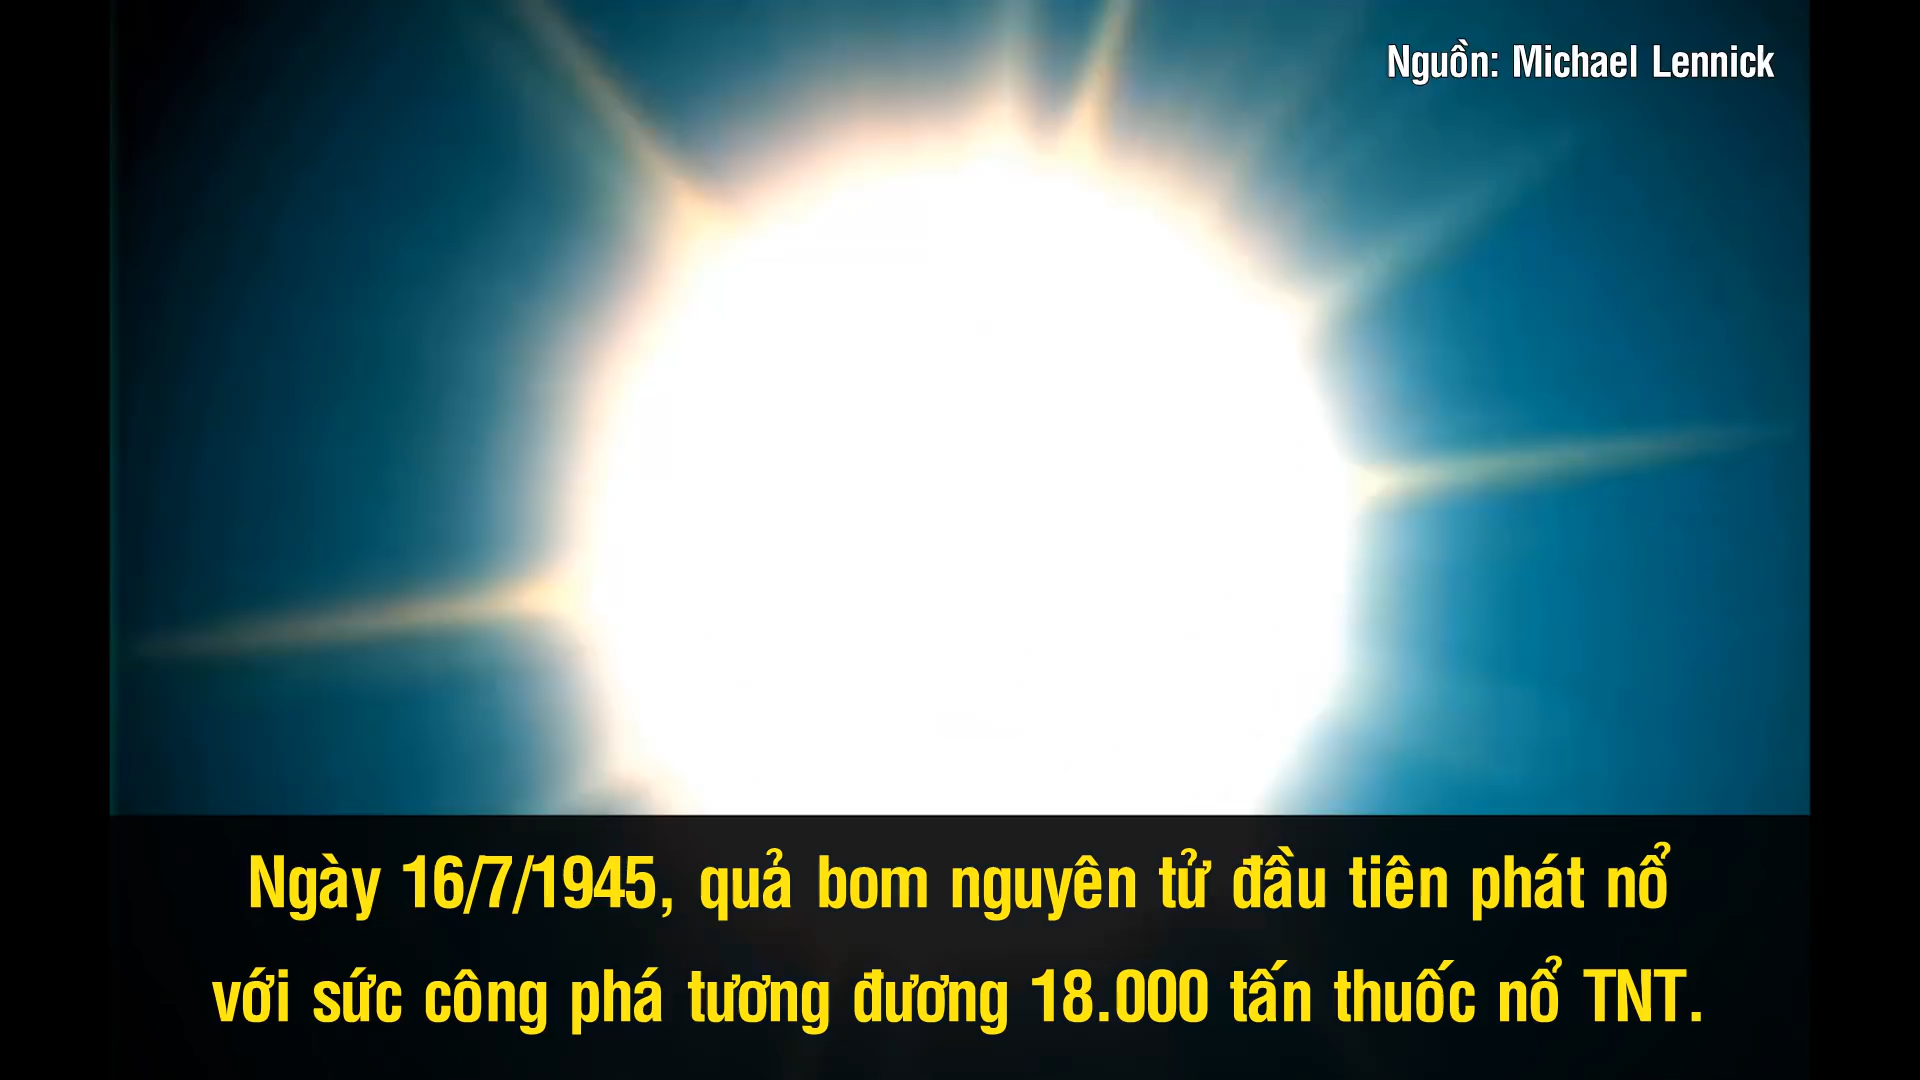 Nguồn: Michael Lennick
Ngày 16/7/1945, quả bom nguyên tử đầu tiên phát nổ
với sức công phá tương đương 18.000 tấn thuốc nổ TNT.